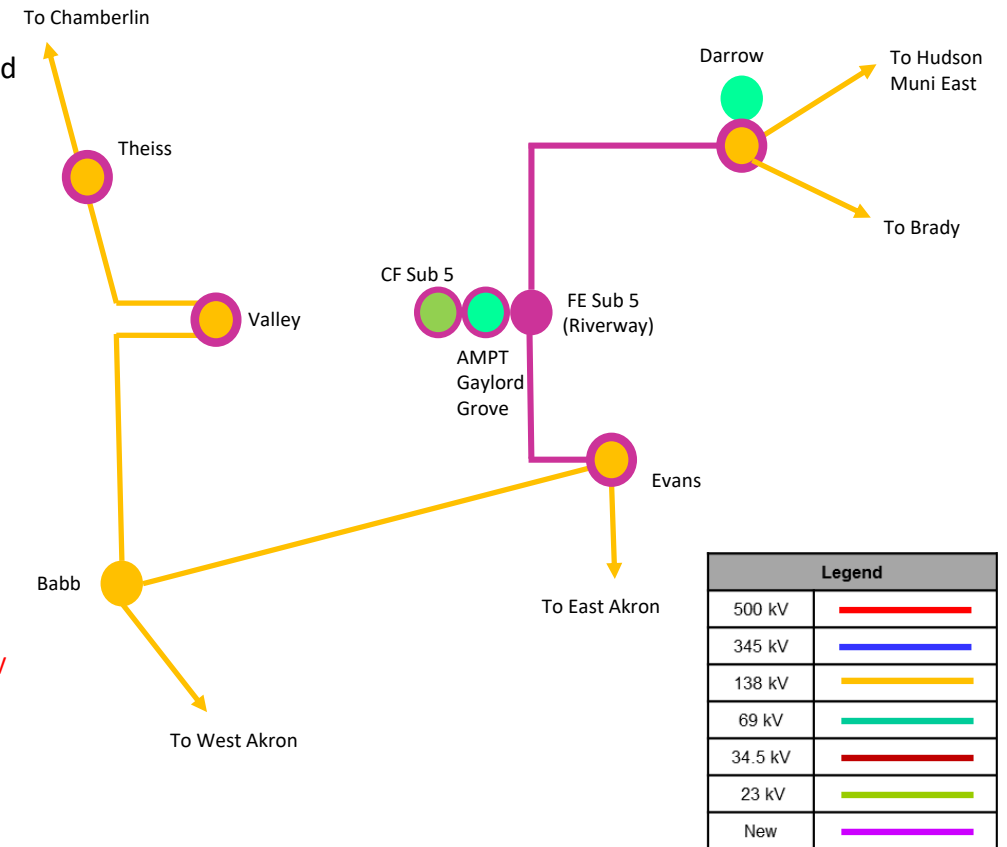 To Chamberlin
d
Theiss
Valley
Darrow
To Hudson
Muni East
To Brady
CF Sub 5
FE Sub 5
(Riverway)
AMPT
Gaylord
Grove
Evans
Babb
To East Akron
/
To West Akron
Legend
500 kV
345 kV
138 kV
69 kV
34.5 kV
23 kV
New